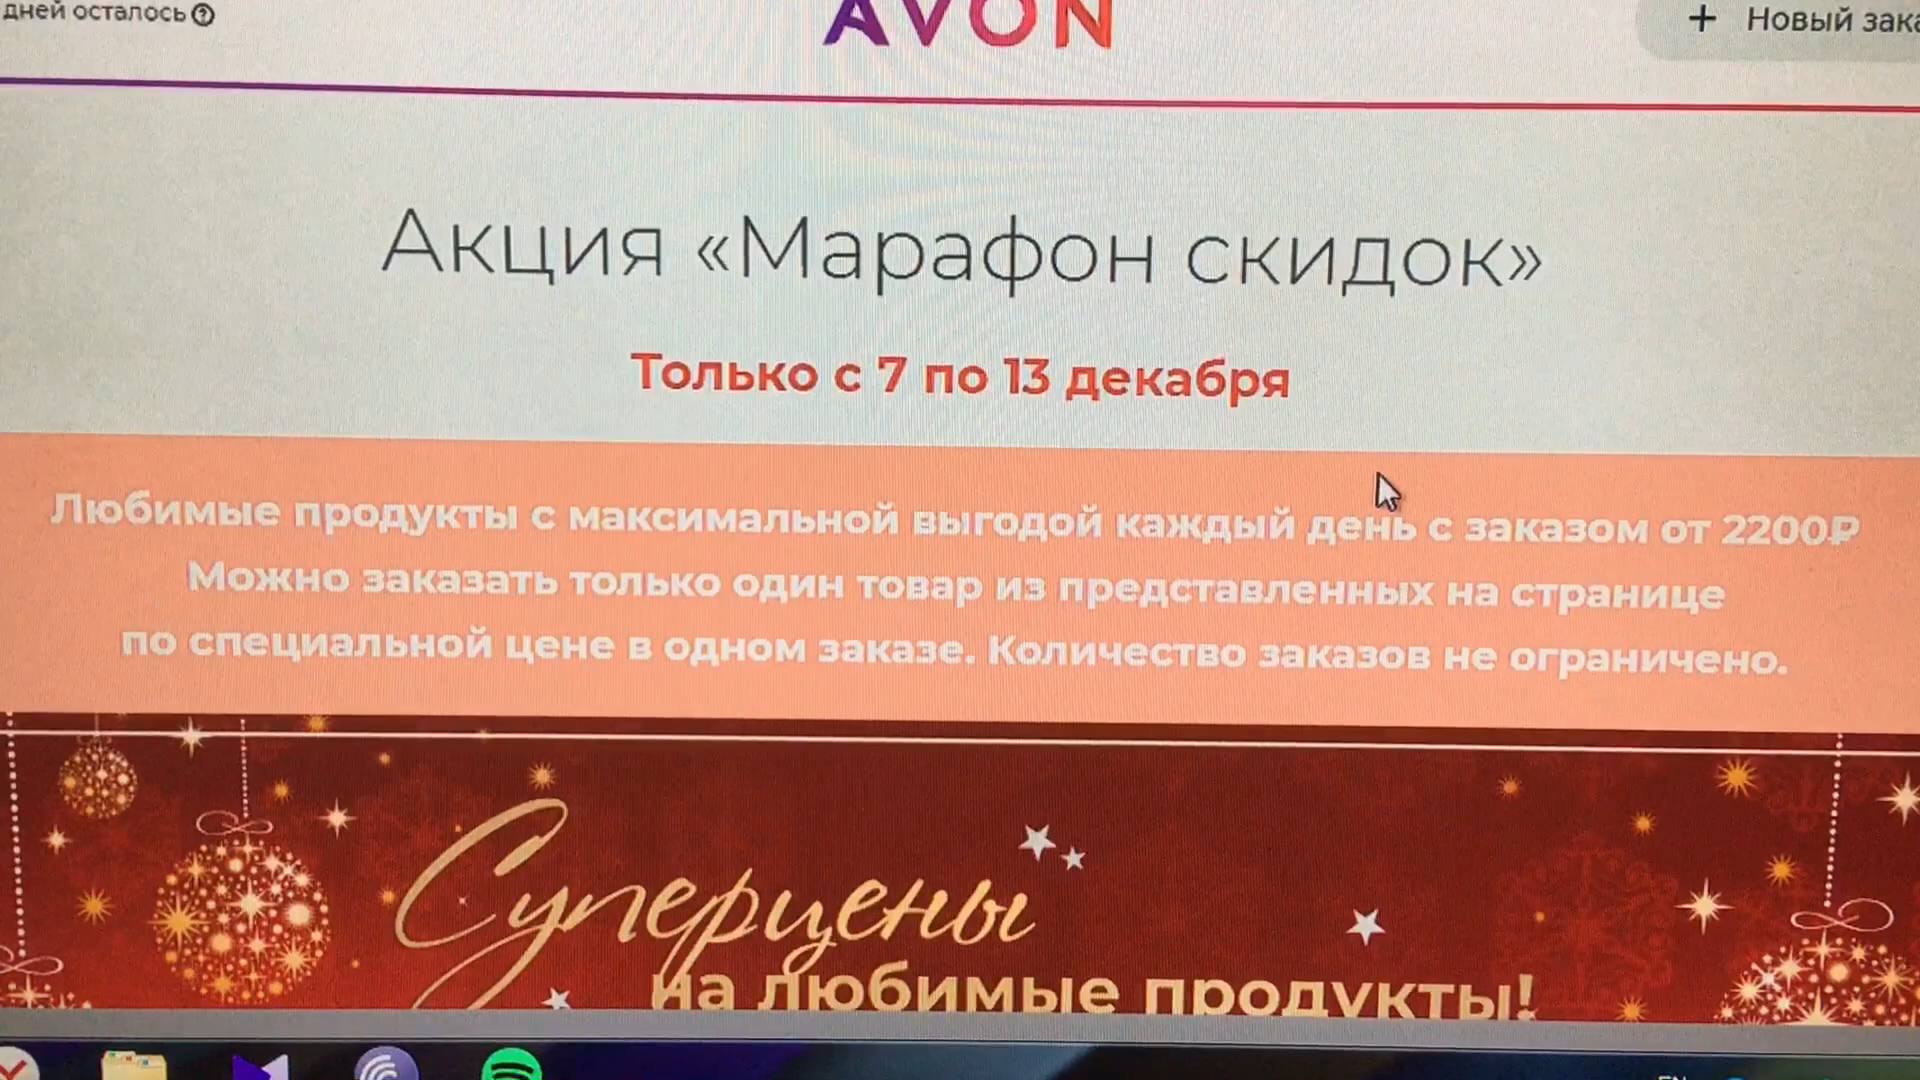 дней осталось
AVON
+ Новый зака
Акция «Марафон скидок»
Только с 7 по 13 декабря
Любимые продукты с максимальной выгодой каждый день с заказом от 2200₽
Можно заказать только один товар из представленных на странице
по специальной цене в одном заказе. Количество заказов не ограничено.
Суперцены
на любимые продукты!